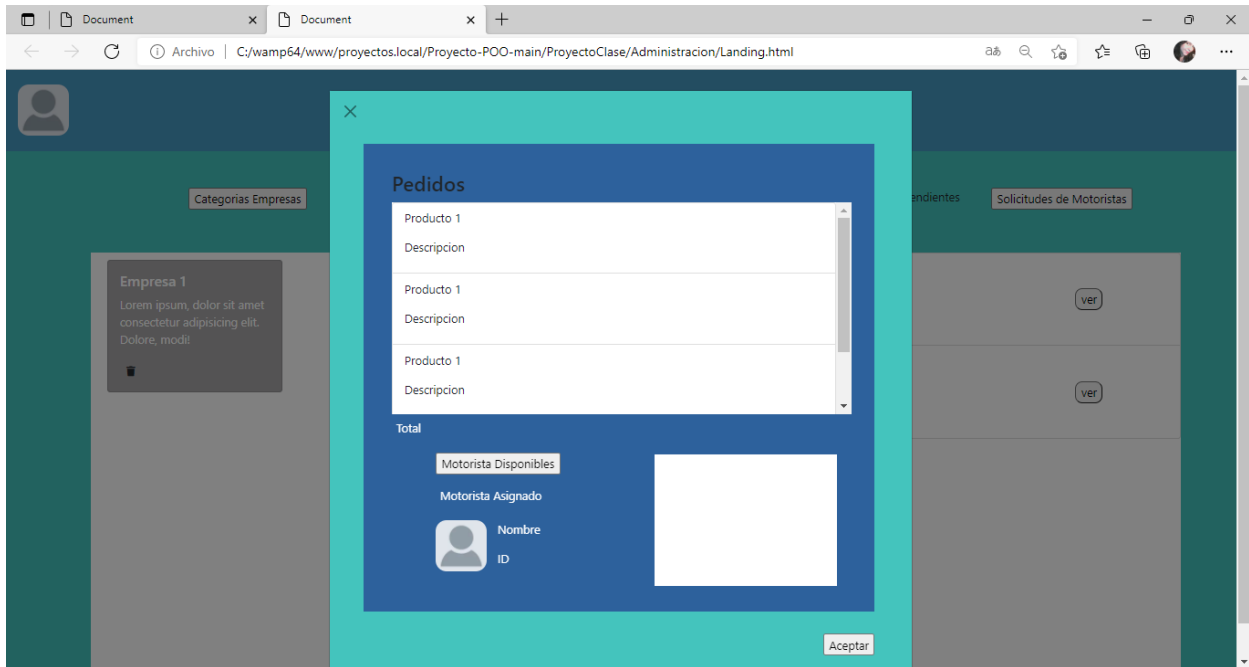 Document
Document
Archivo
C:/wamp64/www/proyectos.local/Proyecto-POO-main/ProyectoClase/Administracion/Landing.html
aあ
Categorias Empresas
endientes
Solicitudes de Motoristas
Empresa 1
Lorem ipsum, dolor sit amet
consectetur adipisicing elit.
Dolore, modi!
ver
ver
Pedidos
Producto 1
Descripcion
Producto 1
Descripcion
Producto 1
Descripcion
Total
Motorista Disponibles
Motorista Asignado
Nombre
ID
Aceptar